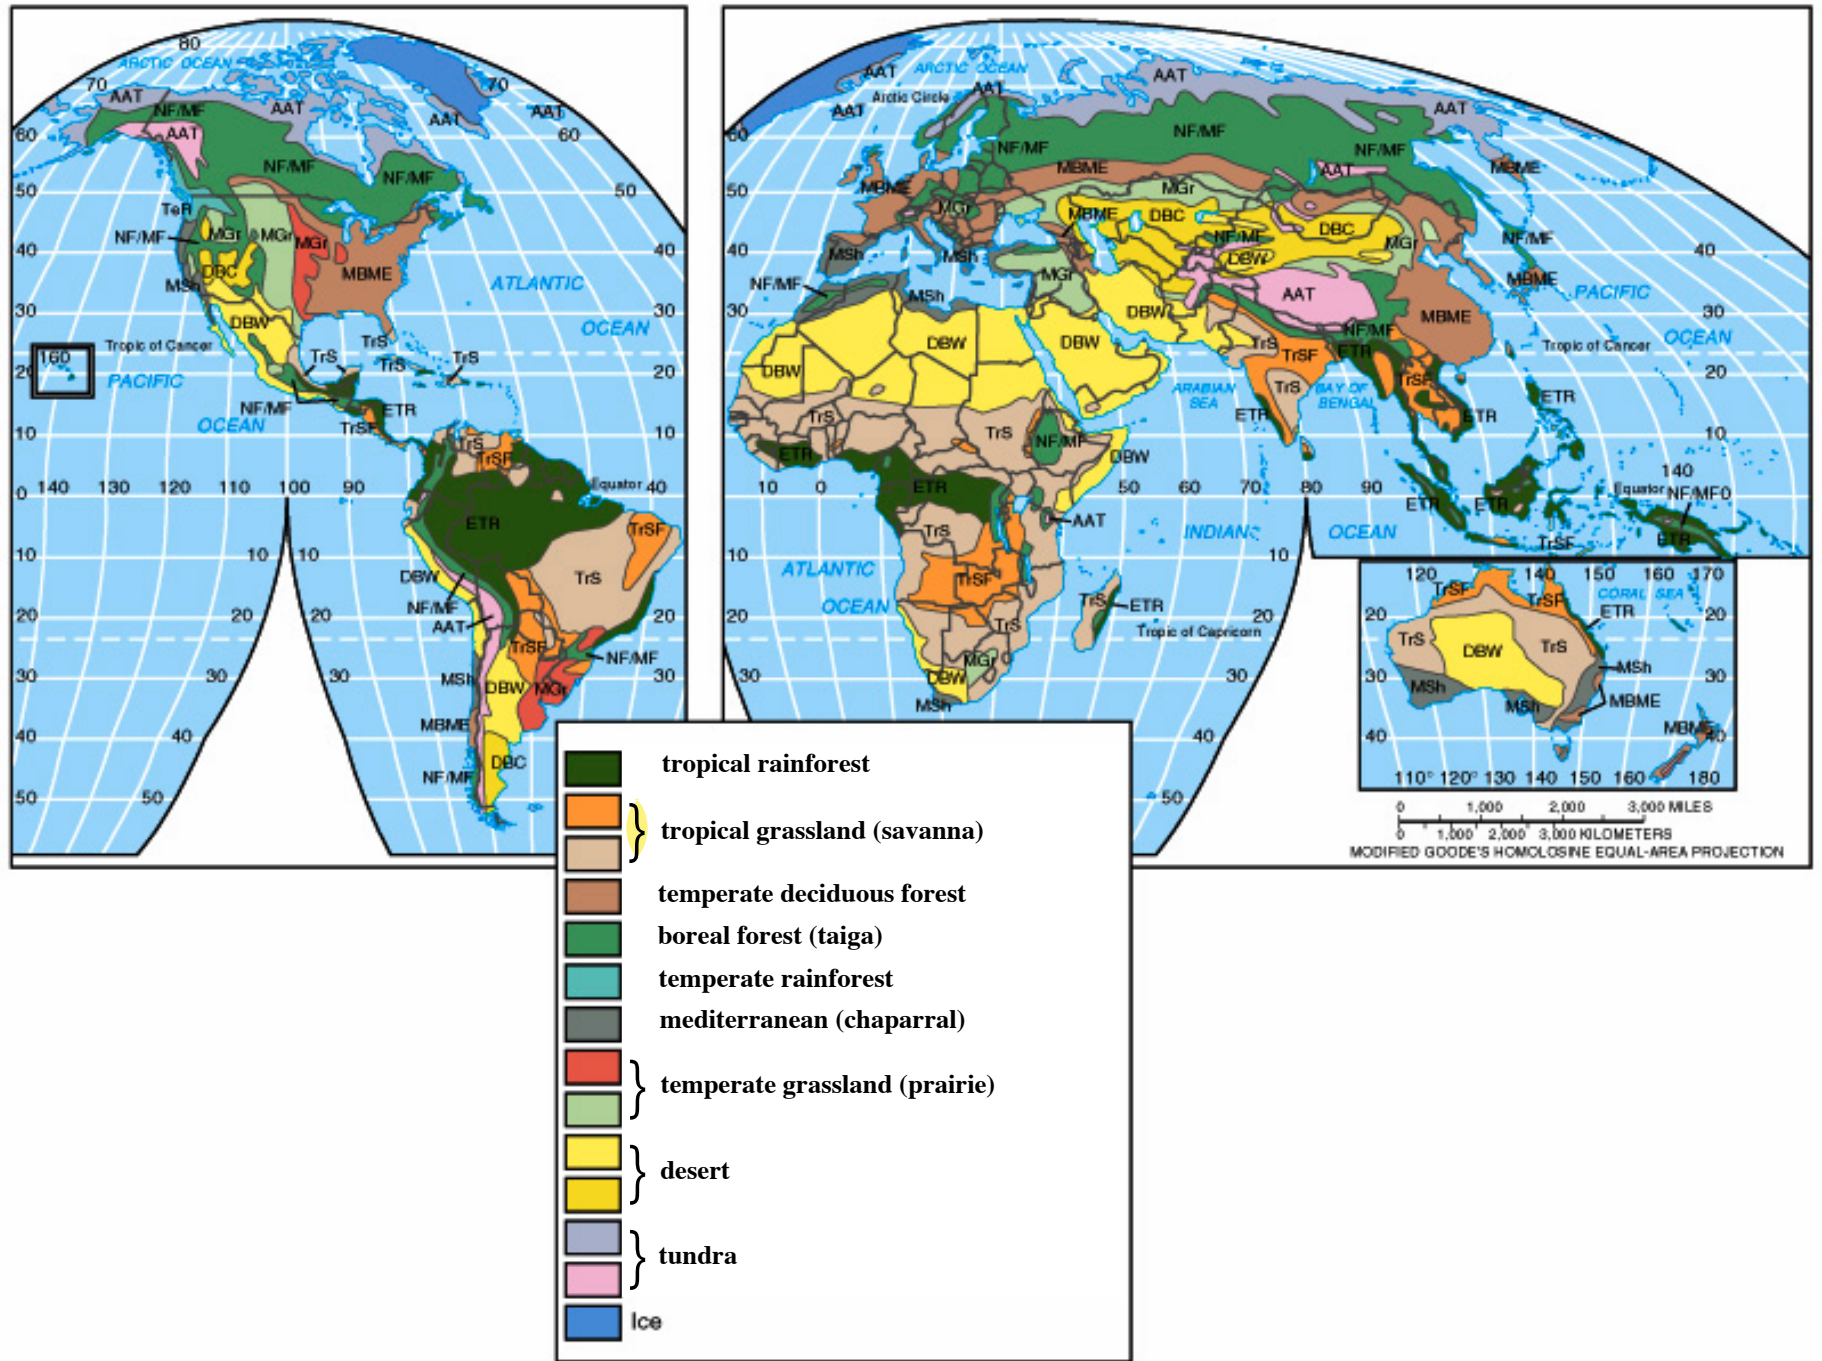 80
ARCTIC OCEAN
70
70
AAT
NF/MF
AAT
AAT
AAT
AAT
60
60
NF/MF
NF/MF
50
50
TeR
NF/MF
MGr
MGr
MGr
40
DBC
MBME
40
MSh
ATLANTIC
30
DBW
OCEAN
30
Tropic of Cancer
TrS
TrS
TrS
TrS
160
20
PACIFIC
20
NF/MF
ETR
OCEAN
TrSF
10
TrS
10
TrSF
Equator
0
140
130
120
110
100
90
40
ETR
TrSF
10
10
10
DBW
TrS
NF/MF
20
20
20
AAT
20
TrSF
NF/MF
30
30
90
MSh
DBW
MGr
30
40
40
MBME
DBC
NF/MF
50
50
AAT
ARCTIC OCEAN
AAT
AAT
Arctic Circle
AAT
AAT
60
NF/MF
NF/MF
NF/MF
MBME
AAT
MBME
50
MBME
MGr
MGr
MBME
DBC
DBC
NF/MF
NF/MF
40
MSh
MSh
DBW
MGr
40
NF/MF
MSh
MGr
AAT
MBME
PACIFIC
30
DBW
MBME
30
DBW
DBW
TrS
NF/MF
OCEAN
TrSF
ETR
Tropic of Cancer
20
DBW
TrS
TrSF
20
ARABIAN
SEA
BAY OF
BENGAL
ETR
TrS
TrS
ETR
ETR
10
ETR
NF/MF
DBW
10
140
10
0
ETR
50
60
70
80
90
ETR
ETR
Equator
NF/MF0
TrS
AAT
INDIAN
OCEAN
TrSF
ETR
10
10
ATLANTIC
TrSF
OCEAN
TrS
ETR
20
TrS
Tropic of Capricorn
MGr
30
DBW
30
MSh
40
50
120
140
150
160
170
TrSF
TrSF
CORAL SEA
20
ETR
20
TrS
DBW
TrS
MSh
30
MSh
30
MSh
MBME
MBME
40
40
110°
120°
130
140
150
160
180
0
1,000
2,000
3,000 MILES
0
1,000
2,000
3,000 KILOMETERS
MODIFIED GOODE'S HOMOLOSINE EQUAL-AREA PROJECTION
tropical rainforest
tropical grassland (savanna)
temperate deciduous forest
boreal forest (taiga)
temperate rainforest
mediterranean (chaparral)
temperate grassland (prairie)
desert
tundra
Ice